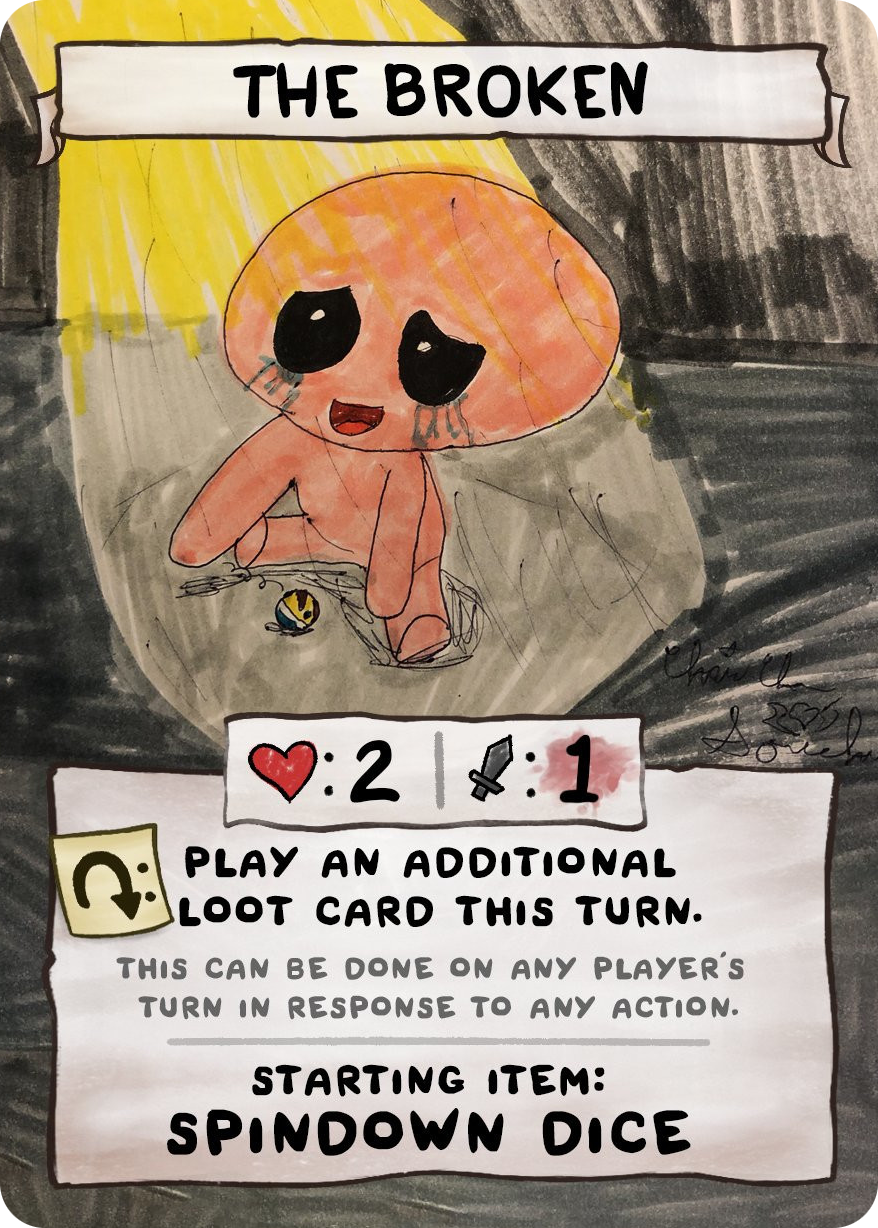 THE BROKEN
:2 | :1
: PLAY AN ADDITIONAL
LOOT CARD THIS TURN.
THIS CAN BE DONE ON ANY PLAYER'S
TURN IN RESPONSE TO ANY ACTION.
STARTING ITEM:
SPINDOWN DICE